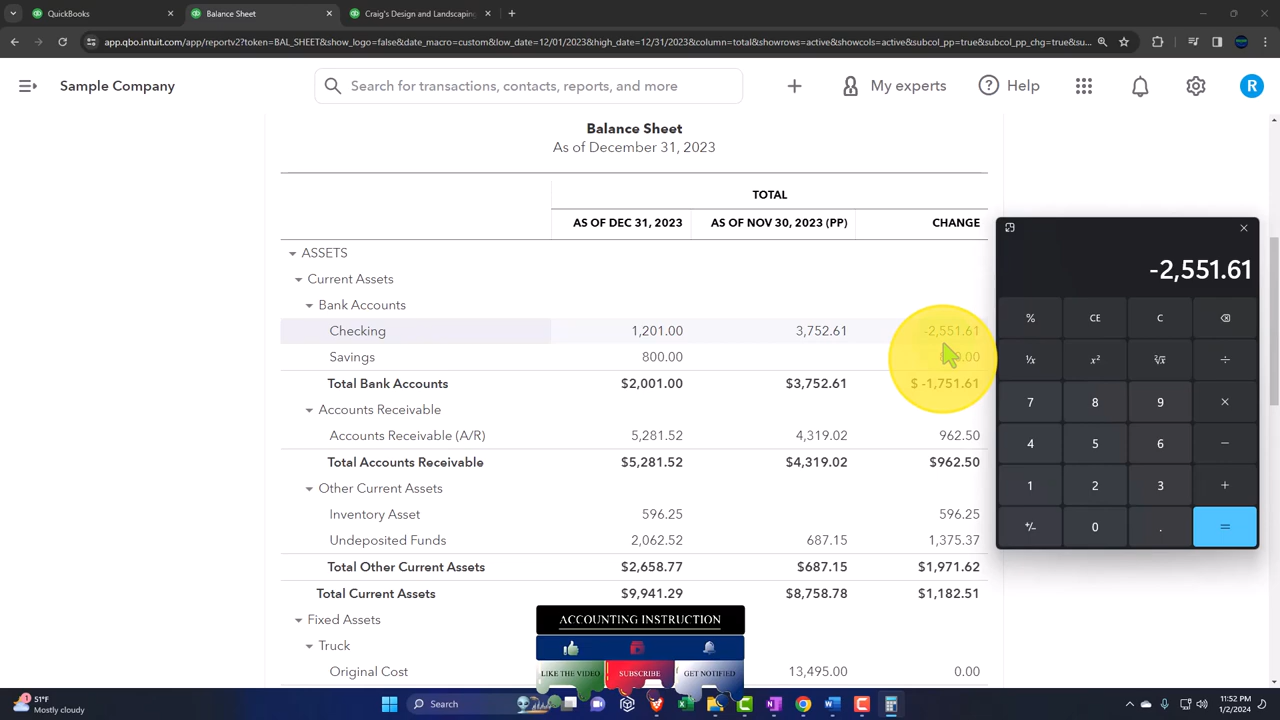 QuickBooks
Balance Sheet
Craig's Design and Landscaping
app.qbo.intuit.com/app/reportv2?token=BAL_SHEET&show_logo=false&date_macro=custom&low_date=12/01/2023&high_date=12/31/2023&column=total&showrows=active&showcols=active&subcol_pp=active&subcol_pp_chg=true&su...
Sample Company
Search for transactions, contacts, reports, and more
My experts
Help
R
Balance Sheet
As of December 31, 2023
TOTAL
AS OF DEC 31, 2023 AS OF NOV 30, 2023 (PP) CHANGE
ASSETS
Current Assets
Bank Accounts
Checking 1,201.00 3,752.61 -2,551.61
Savings 800.00
Total Bank Accounts $2,001.00 $3,752.61 $ -1,751.61
Accounts Receivable
Accounts Receivable (A/R) 5,281.52 4,319.02 962.50
Total Accounts Receivable $5,281.52 $4,319.02 $962.50
Other Current Assets
Inventory Asset 596.25 596.25
Undeposited Funds 2,062.52 687.15 1,375.37
Total Other Current Assets $2,658.77 $687.15 $1,971.62
Total Current Assets $9,941.29 $8,758.78 $1,182.51
Fixed Assets
Truck
Original Cost 13,495.00 0.00
-2,551.61
% CE C
¹/x x² ²√x ÷
7 8 9 ×
4 5 6 −
1 2 3 +
+/− 0 . =
ACCOUNTING INSTRUCTION
LIKE THE VIDEO SUBSCRIBE GET NOTIFIED
1
51°F
Mostly cloudy
Search
11:52 PM
1/2/2024